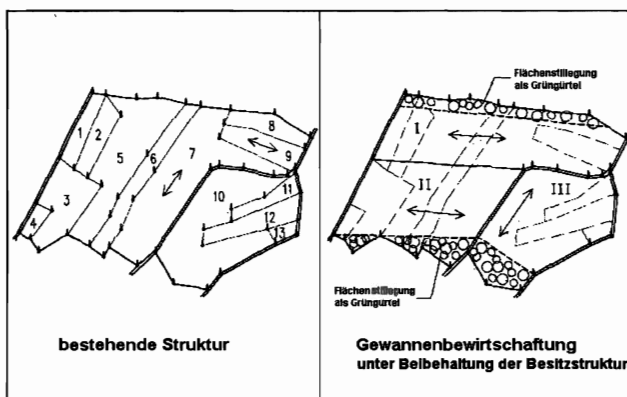 1
2
3
4
5
6
7
8
9
10
11
12
13
bestehende Struktur
Flächenstillegung
als Grüngürtel
I
II
III
Flächenstillegung
als Grüngürtel
Gewannenbewirtschaftung
unter Beibehaltung der Besitzstruktur